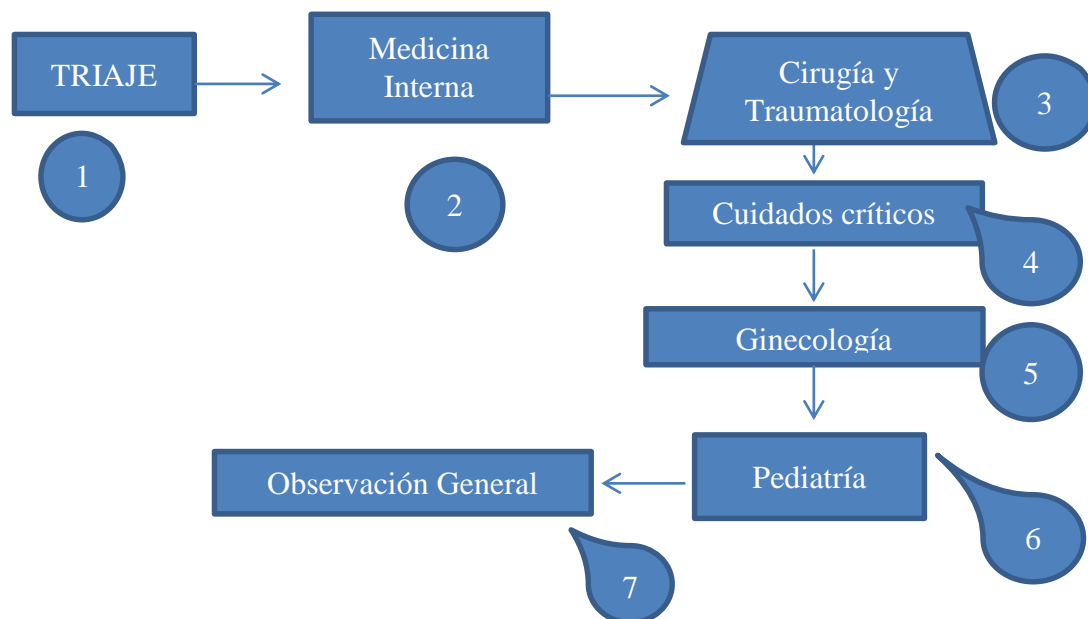 TRIAJE
1
Medicina
Interna
2
Cirugía y
Traumatología
3
Cuidados críticos
4
Ginecología
5
Pediatría
6
Observación General
7